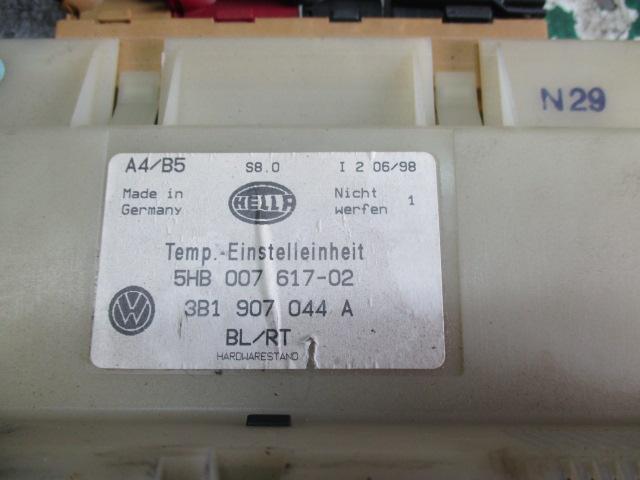 N29
A4/B5 S8.0 I 2 06/98
Made in Germany
HELLA
Nicht werfen 1
Temp.-Einstelleinheit
5HB 007 617-02
VW
3B1 907 044 A
BL/RT
HARDWARESTAND